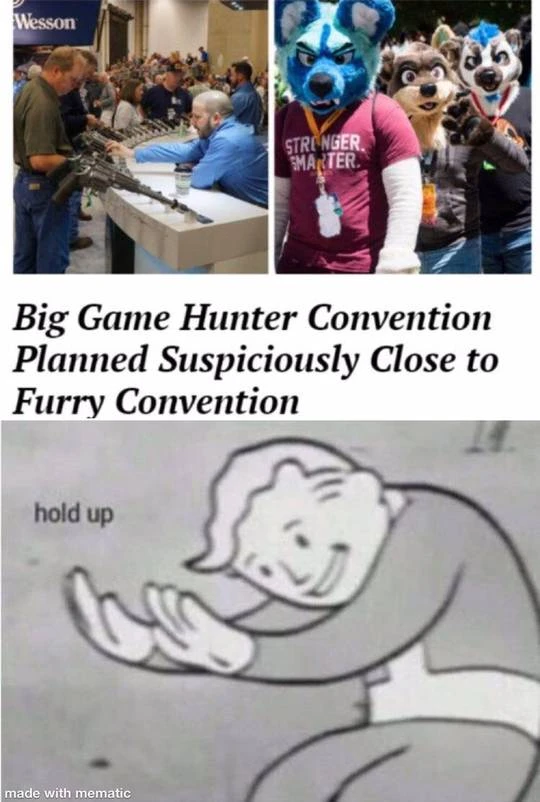 Wesson
STRONGER.
SMARTER.
Big Game Hunter Convention
Planned Suspiciously Close to
Furry Convention
hold up
made with mematic